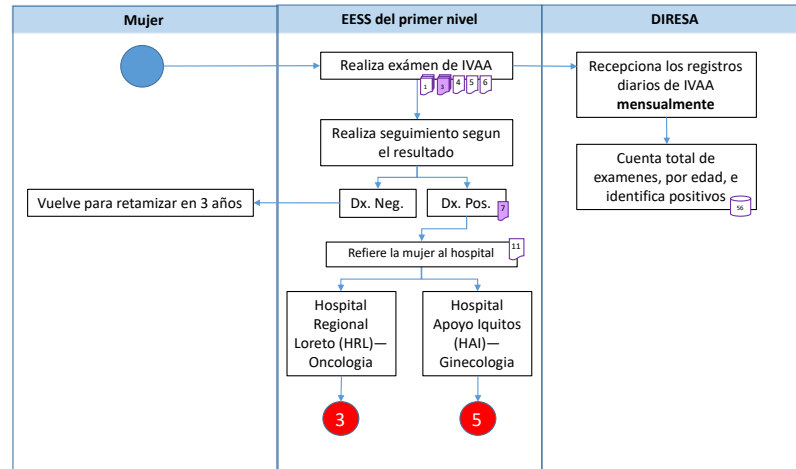 Mujer
EESS del primer nivel
DIRESA
Realiza exámen de IVAA
1
3
4
5
6
Recepciona los registros
diarios de IVAA
mensualmente
Realiza seguimiento segun
el resultado
Cuenta total de
examenes, por edad, e
identifica positivos
56
Vuelve para retamizar en 3 años
Dx. Neg.
Dx. Pos.
7
Refiere la mujer al hospital
11
Hospital
Regional
Loreto (HRL)—
Oncologia
Hospital
Apoyo Iquitos
(HAI)—
Ginecologia
3
5